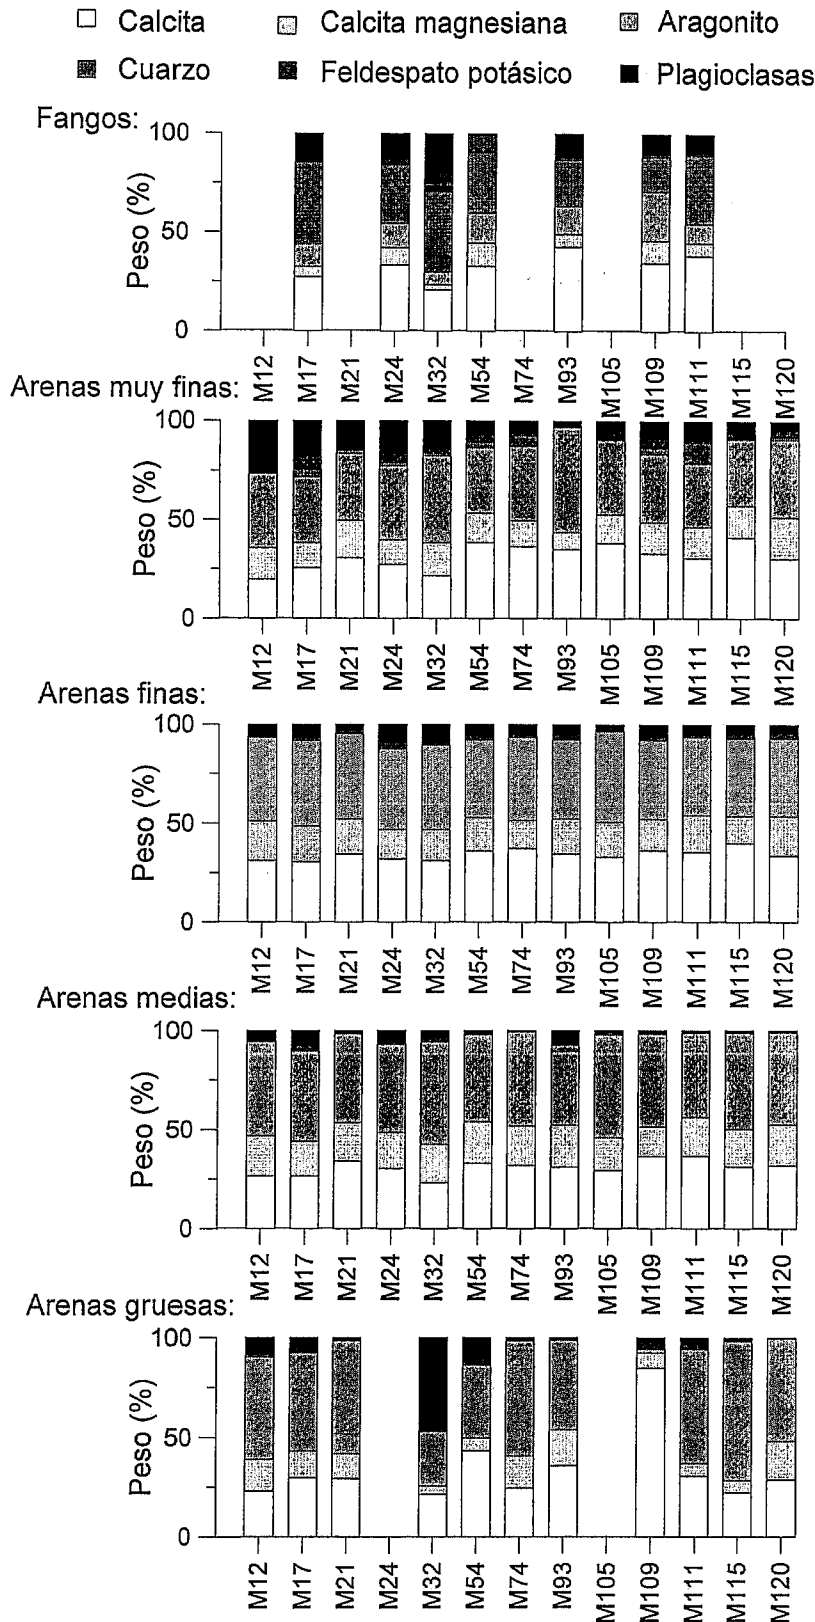 Calcita Calcita magnesiana Aragonito
Cuarzo Feldespato potásico Plagioclasas
Fangos:
100
50
0
Peso (%)
M12 M17 M21 M24 M32 M54 M74 M93 M105 M109 M111 M115 M120
Arenas muy finas:
100
50
0
Peso (%)
M12 M17 M21 M24 M32 M54 M74 M93 M105 M109 M111 M115 M120
Arenas finas:
100
50
0
Peso (%)
M12 M17 M21 M24 M32 M54 M74 M93 M105 M109 M111 M115 M120
Arenas medias:
100
50
0
Peso (%)
M12 M17 M21 M24 M32 M54 M74 M93 M105 M109 M111 M115 M120
Arenas gruesas:
100
50
0
Peso (%)
M12 M17 M21 M24 M32 M54 M74 M93 M105 M109 M111 M115 M120